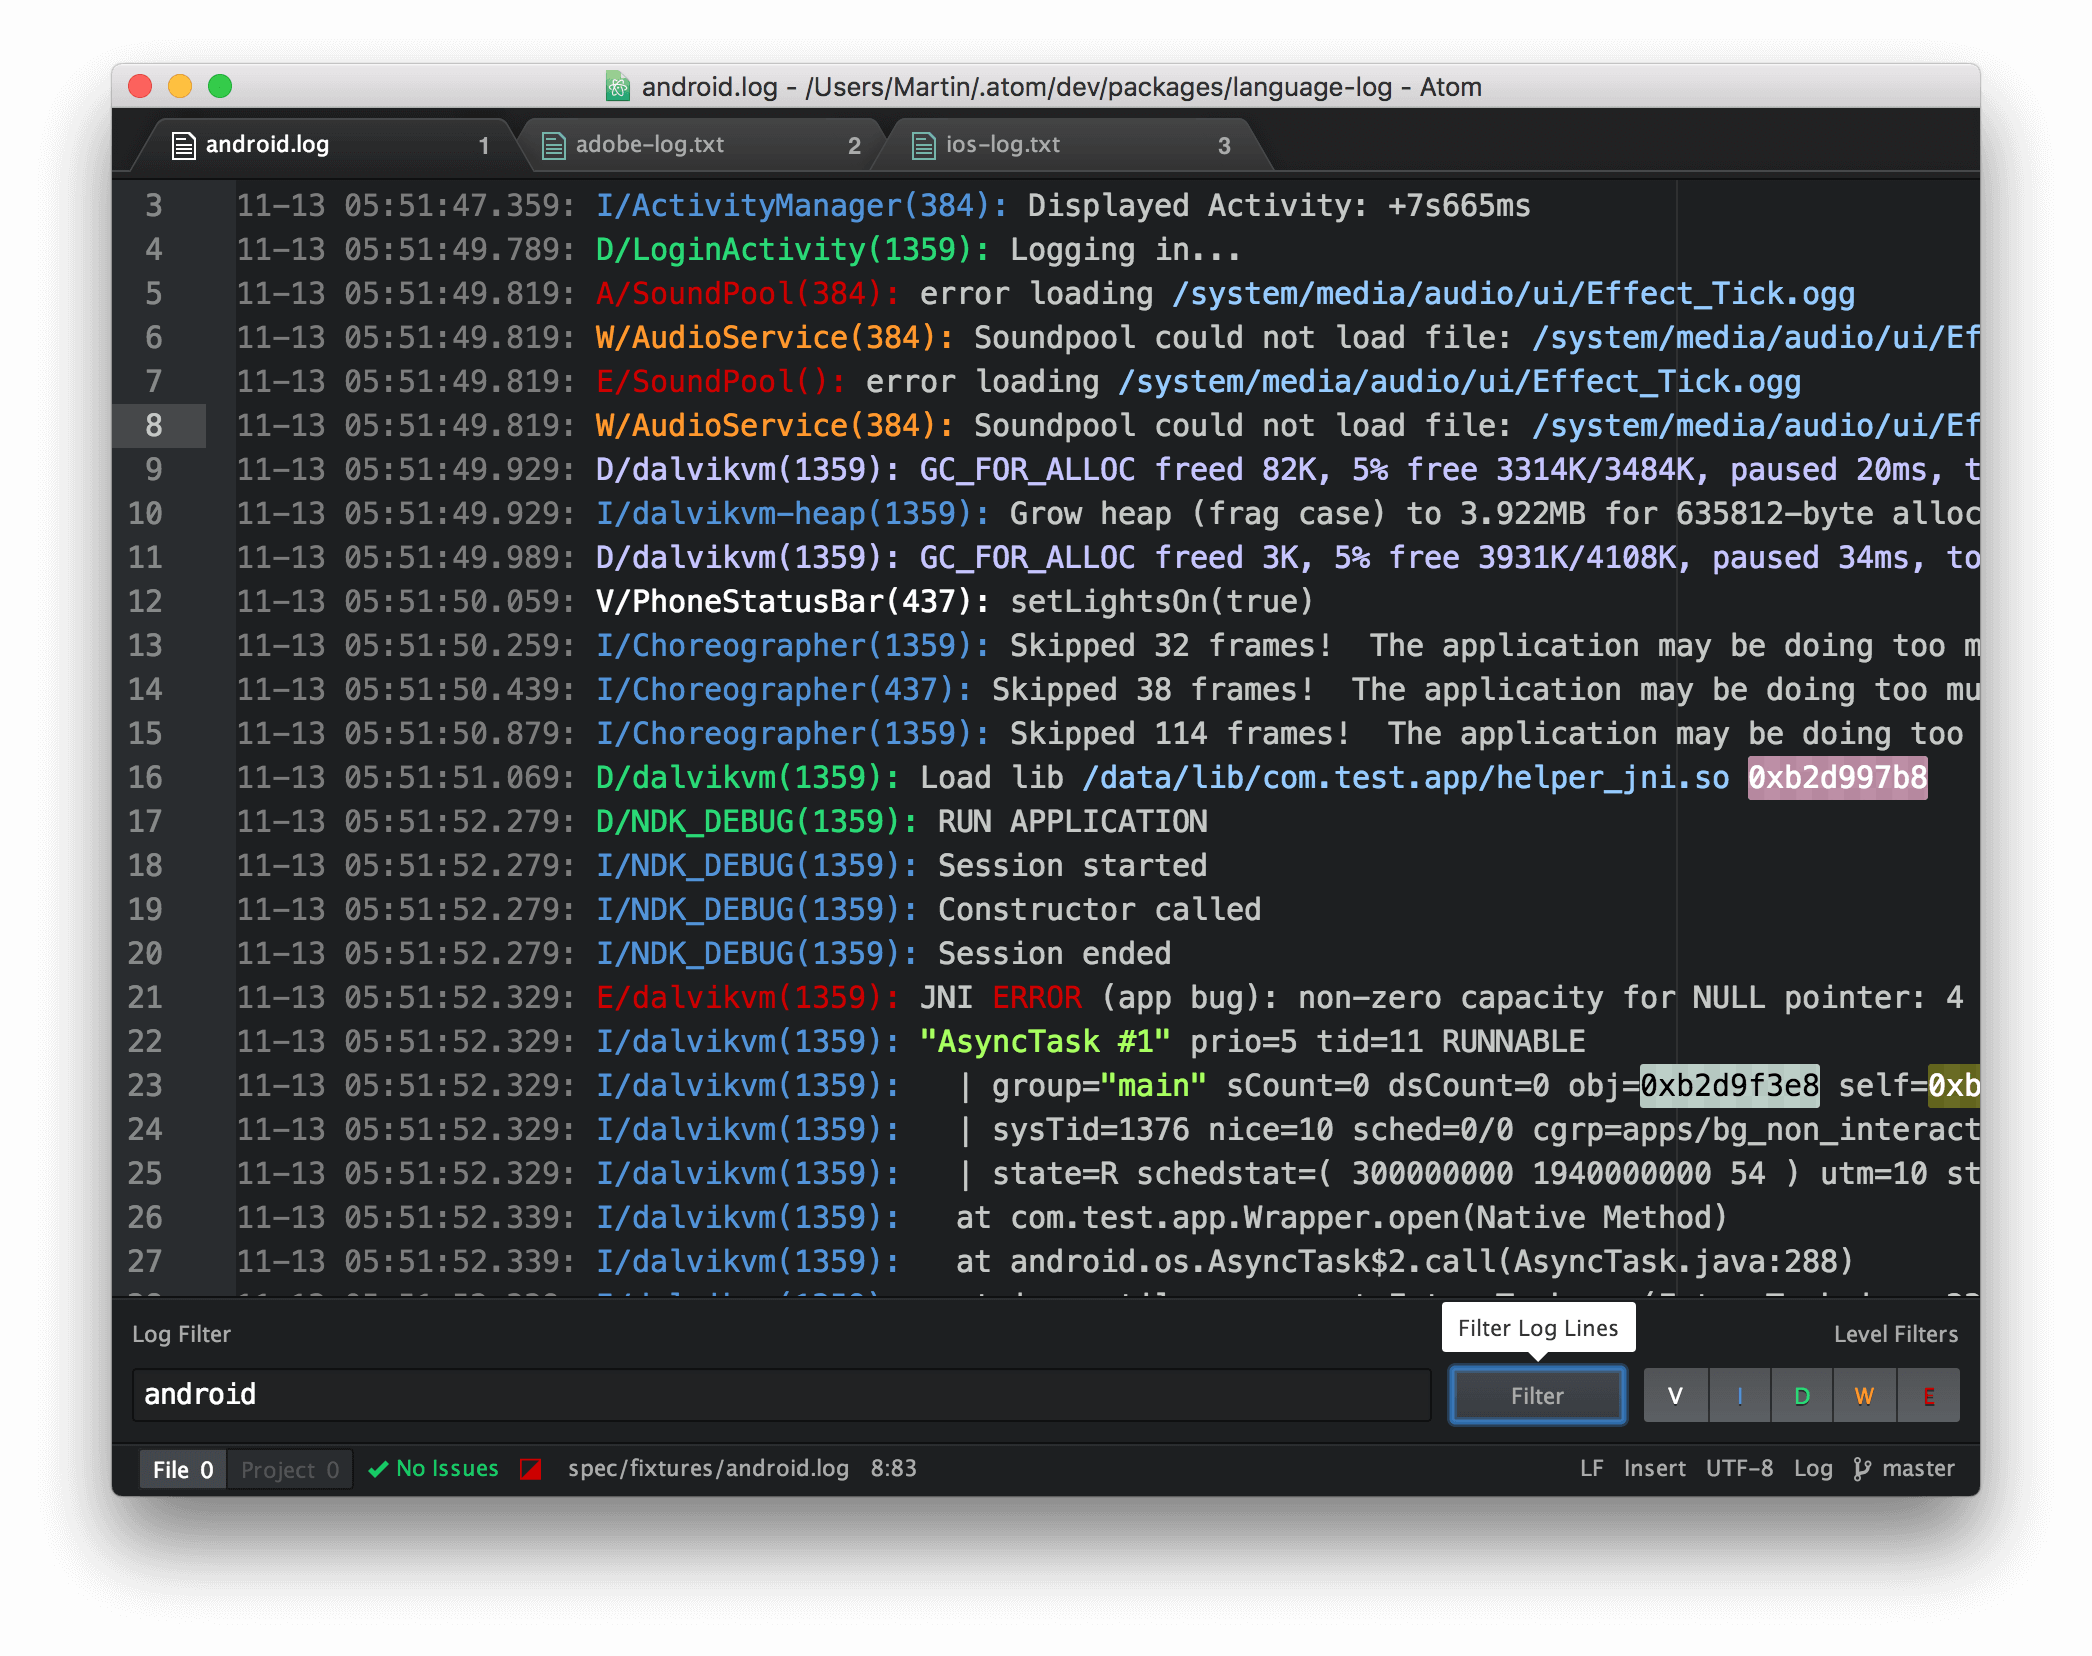 android.log - /Users/Martin/.atom/dev/packages/language-log - Atom
android.log 1 adobe-log.txt 2 ios-log.txt 3
3 11-13 05:51:47.359: I/ActivityManager(384): Displayed Activity: +7s665ms
4 11-13 05:51:49.789: D/LoginActivity(1359): Logging in...
5 11-13 05:51:49.819: A/SoundPool(384): error loading /system/media/audio/ui/Effect_Tick.ogg
6 11-13 05:51:49.819: W/AudioService(384): Soundpool could not load file: /system/media/audio/ui/Ef
7 11-13 05:51:49.819: E/SoundPool(): error loading /system/media/audio/ui/Effect_Tick.ogg
8 11-13 05:51:49.819: W/AudioService(384): Soundpool could not load file: /system/media/audio/ui/Ef
9 11-13 05:51:49.929: D/dalvikvm(1359): GC_FOR_ALLOC freed 82K, 5% free 3314K/3484K, paused 20ms, t
10 11-13 05:51:49.929: I/dalvikvm-heap(1359): Grow heap (frag case) to 3.922MB for 635812-byte alloc
11 11-13 05:51:49.989: D/dalvikvm(1359): GC_FOR_ALLOC freed 3K, 5% free 3931K/4108K, paused 34ms, to
12 11-13 05:51:50.059: V/PhoneStatusBar(437): setLightsOn(true)
13 11-13 05:51:50.259: I/Choreographer(1359): Skipped 32 frames!  The application may be doing too m
14 11-13 05:51:50.439: I/Choreographer(437): Skipped 38 frames!  The application may be doing too mu
15 11-13 05:51:50.879: I/Choreographer(1359): Skipped 114 frames!  The application may be doing too
16 11-13 05:51:51.069: D/dalvikvm(1359): Load lib /data/lib/com.test.app/helper_jni.so 0xb2d997b8
17 11-13 05:51:52.279: D/NDK_DEBUG(1359): RUN APPLICATION
18 11-13 05:51:52.279: I/NDK_DEBUG(1359): Session started
19 11-13 05:51:52.279: I/NDK_DEBUG(1359): Constructor called
20 11-13 05:51:52.279: I/NDK_DEBUG(1359): Session ended
21 11-13 05:51:52.329: E/dalvikvm(1359): JNI ERROR (app bug): non-zero capacity for NULL pointer: 4
22 11-13 05:51:52.329: I/dalvikvm(1359): "AsyncTask #1" prio=5 tid=11 RUNNABLE
23 11-13 05:51:52.329: I/dalvikvm(1359):   | group="main" sCount=0 dsCount=0 obj=0xb2d9f3e8 self=0xb
24 11-13 05:51:52.329: I/dalvikvm(1359):   | sysTid=1376 nice=10 sched=0/0 cgrp=apps/bg_non_interact
25 11-13 05:51:52.329: I/dalvikvm(1359):   | state=R schedstat=( 300000000 1940000000 54 ) utm=10 st
26 11-13 05:51:52.339: I/dalvikvm(1359):   at com.test.app.Wrapper.open(Native Method)
27 11-13 05:51:52.339: I/dalvikvm(1359):   at android.os.AsyncTask$2.call(AsyncTask.java:288)
Filter Log Lines
Log Filter Level Filters
android Filter V I D W E
File 0 Project 0 No Issues spec/fixtures/android.log 8:83 LF Insert UTF-8 Log master